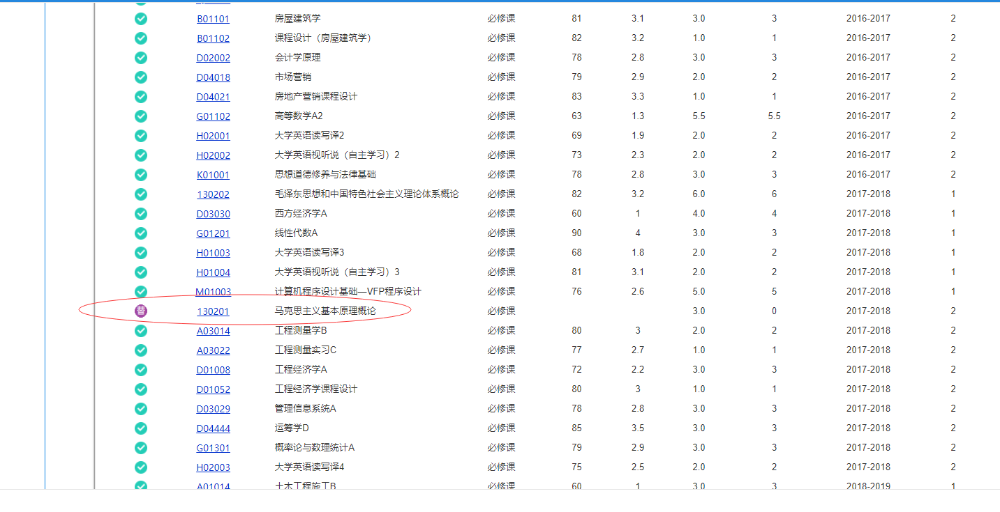 B01101 房屋建筑学 必修课 81 3.1 3.0 3 2016-2017 2
B01102 课程设计（房屋建筑学） 必修课 82 3.2 1.0 1 2016-2017 2
D02002 会计学原理 必修课 78 2.8 3.0 3 2016-2017 2
D04018 市场营销 必修课 79 2.9 2.0 2 2016-2017 2
D04021 房地产营销课程设计 必修课 83 3.3 1.0 1 2016-2017 2
G01102 高等数学A2 必修课 63 1.3 5.5 5.5 2016-2017 2
H02001 大学英语读写译2 必修课 69 1.9 2.0 2 2016-2017 2
H02002 大学英语视听说（自主学习）2 必修课 73 2.3 2.0 2 2016-2017 2
K01001 思想道德修养与法律基础 必修课 78 2.8 3.0 3 2016-2017 2
130202 毛泽东思想和中国特色社会主义理论体系概论 必修课 82 3.2 6.0 6 2017-2018 1
D03030 西方经济学A 必修课 60 1 4.0 4 2017-2018 1
G01201 线性代数A 必修课 90 4 3.0 3 2017-2018 1
H01003 大学英语读写译3 必修课 68 1.8 2.0 2 2017-2018 1
H01004 大学英语视听说（自主学习）3 必修课 81 3.1 2.0 2 2017-2018 1
M01003 计算机程序设计基础—VFP程序设计 必修课 76 2.6 5.0 5 2017-2018 1
替 130201 马克思主义基本原理概论 必修课 3.0 0 2017-2018 2
A03014 工程测量学B 必修课 80 3 2.0 2 2017-2018 2
A03022 工程测量实习C 必修课 77 2.7 1.0 1 2017-2018 2
D01008 工程经济学A 必修课 72 2.2 3.0 3 2017-2018 2
D01052 工程经济学课程设计 必修课 80 3 1.0 1 2017-2018 2
D03029 管理信息系统A 必修课 78 2.8 3.0 3 2017-2018 2
D04444 运筹学D 必修课 85 3.5 3.0 3 2017-2018 2
G01301 概率论与数理统计A 必修课 79 2.9 3.0 3 2017-2018 2
H02003 大学英语读写译4 必修课 75 2.5 2.0 2 2017-2018 2
A01014 土木工程施工B 必修课 60 1 3.0 3 2018-2019 1